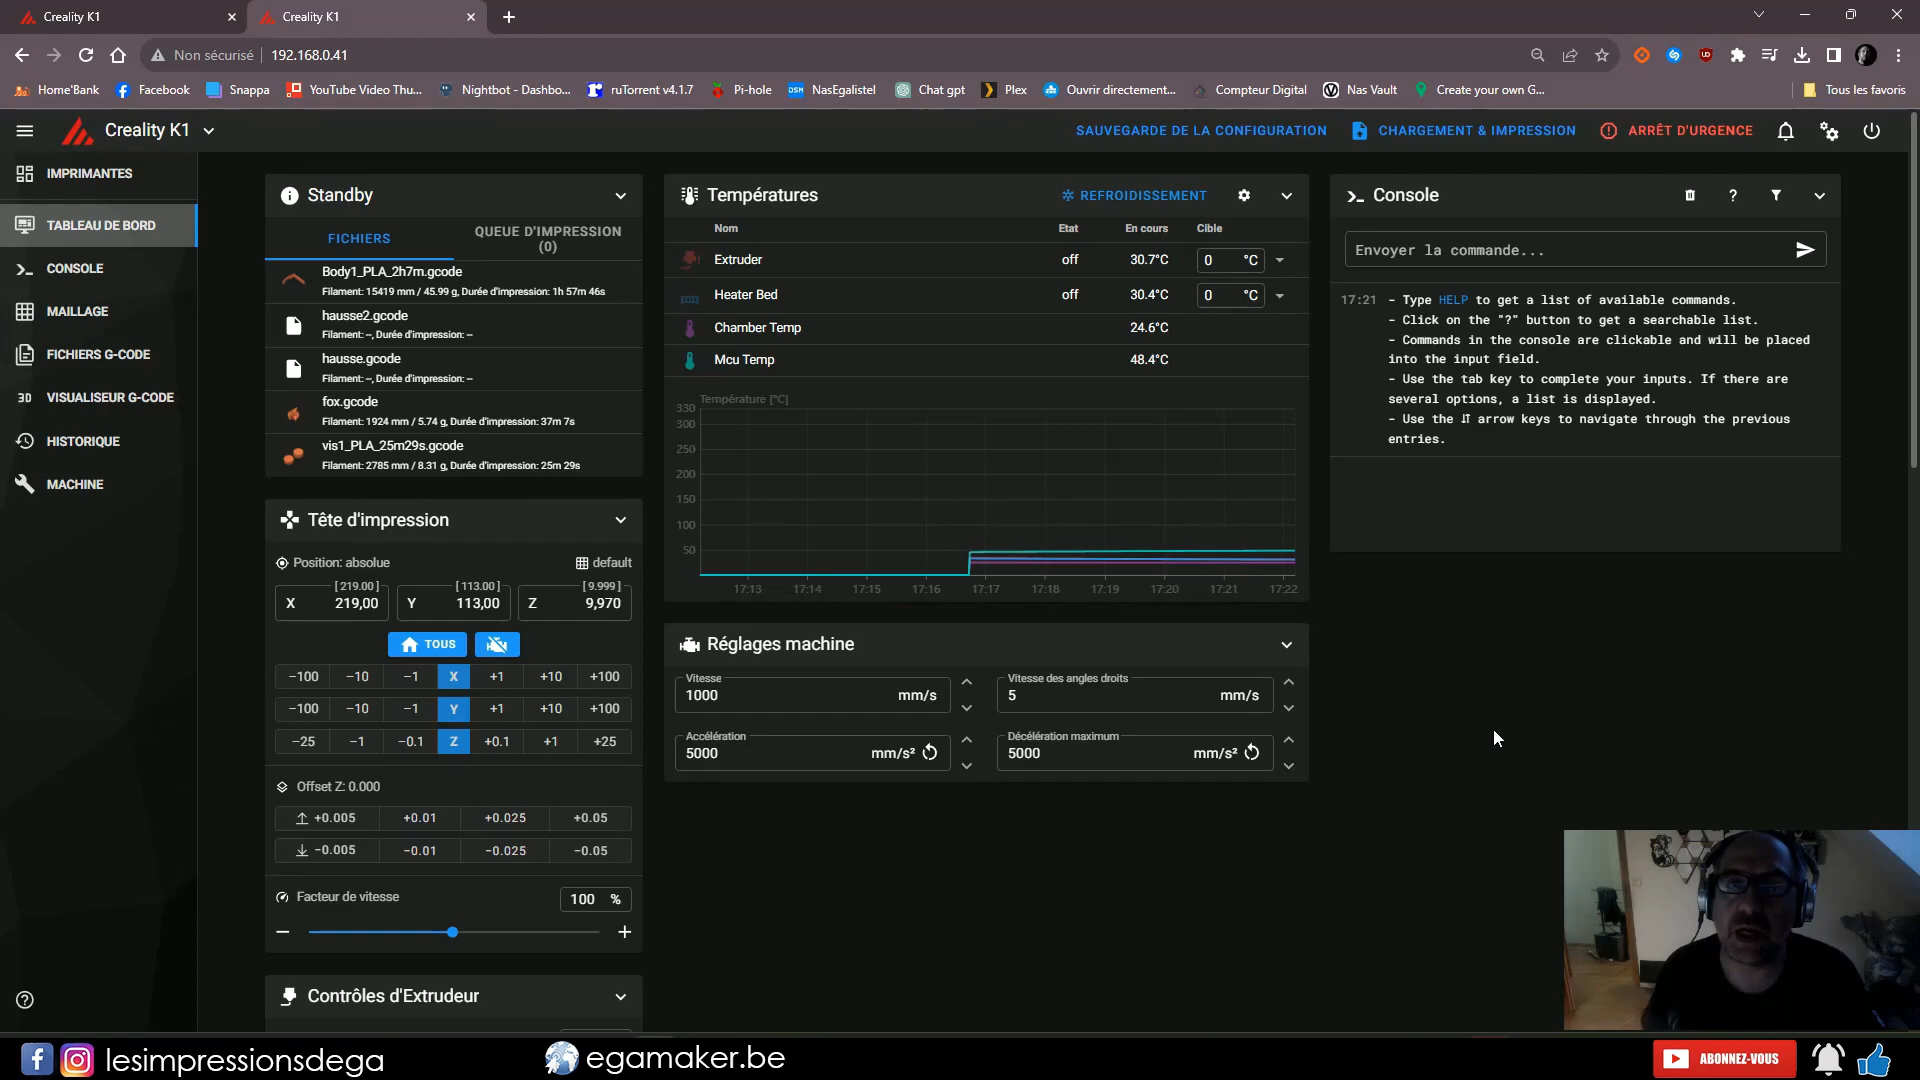 Creality K1
Creality K1
Non sécurisé
192.168.0.41
Home'Bank
Facebook
Snappa
YouTube Video Thu...
Nightbot - Dashbo...
ruTorrent v4.1.7
Pi-hole
DSM
NasEgalistel
Chat gpt
Plex
Ouvrir directement...
Compteur Digital
Nas Vault
Create your own G...
Tous les favoris
Creality K1
SAUVEGARDE DE LA CONFIGURATION
CHARGEMENT & IMPRESSION
ARRÊT D'URGENCE
IMPRIMANTES
TABLEAU DE BORD
CONSOLE
MAILLAGE
FICHIERS G-CODE
3D VISUALISEUR G-CODE
HISTORIQUE
MACHINE
Standby
FICHIERS
QUEUE D'IMPRESSION
(0)
Body1_PLA_2h7m.gcode
Filament: 15419 mm / 45.99 g, Durée d'impression: 1h 57m 46s
hausse2.gcode
Filament: --, Durée d'impression: --
hausse.gcode
Filament: --, Durée d'impression: --
fox.gcode
Filament: 1924 mm / 5.74 g, Durée d'impression: 37m 7s
vis1_PLA_25m29s.gcode
Filament: 2785 mm / 8.31 g, Durée d'impression: 25m 29s
Tête d'impression
Position: absolue
default
[ 219.00 ]
[ 113.00 ]
[ 9.999 ]
X 219,00
Y 113,00
Z 9,970
TOUS
−100 −10 −1 X +1 +10 +100
−100 −10 −1 Y +1 +10 +100
−25 −1 −0.1 Z +0.1 +1 +25
Offset Z: 0.000
+0.005 +0.01 +0.025 +0.05
−0.005 −0.01 −0.025 −0.05
Facteur de vitesse
100 %
Contrôles d'Extrudeur
Températures
REFROIDISSEMENT
Nom Etat En cours Cible
Extruder off 30.7°C 0 °C
Heater Bed off 30.4°C 0 °C
Chamber Temp 24.6°C
Mcu Temp 48.4°C
Température [°C]
330
300
250
200
150
100
50
17:13 17:14 17:15 17:16 17:17 17:18 17:19 17:20 17:21 17:22
Réglages machine
Vitesse
1000 mm/s
Vitesse des angles droits
5 mm/s
Accélération
5000 mm/s²
Décélération maximum
5000 mm/s²
Console
Envoyer la commande...
17:21 - Type HELP to get a list of available commands.
- Click on the "?" button to get a searchable list.
- Commands in the console are clickable and will be placed
into the input field.
- Use the tab key to complete your inputs. If there are
several options, a list is displayed.
- Use the ⇵ arrow keys to navigate through the previous
entries.
lesimpressionsdega
egamaker.be
ABONNEZ-VOUS